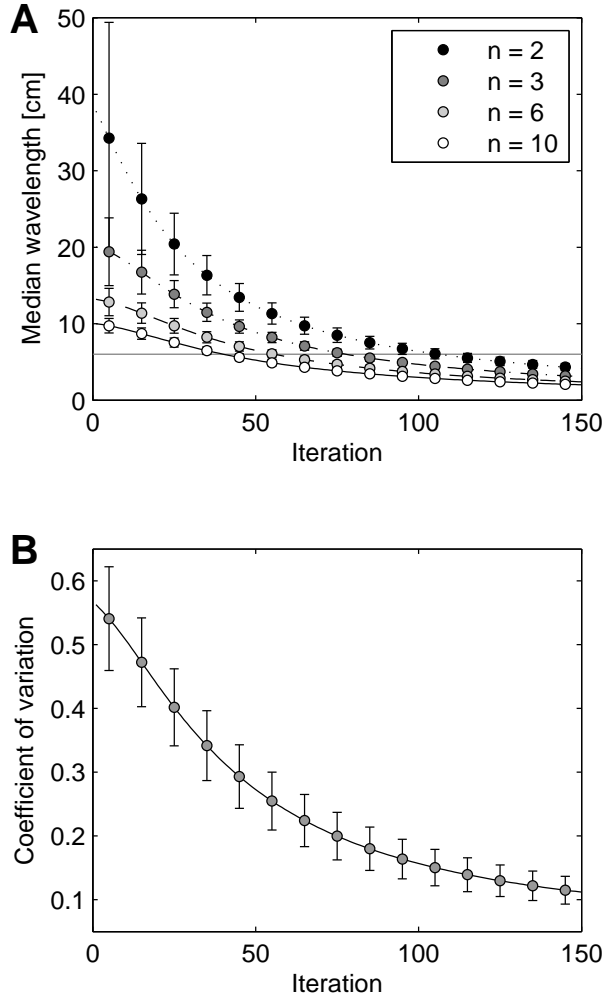 A
50
40
30
20
10
0
Median wavelength [cm]
n = 2
n = 3
n = 6
n = 10
0
50
100
150
Iteration
B
0.6
0.5
0.4
0.3
0.2
0.1
Coefficient of variation
0
50
100
150
Iteration